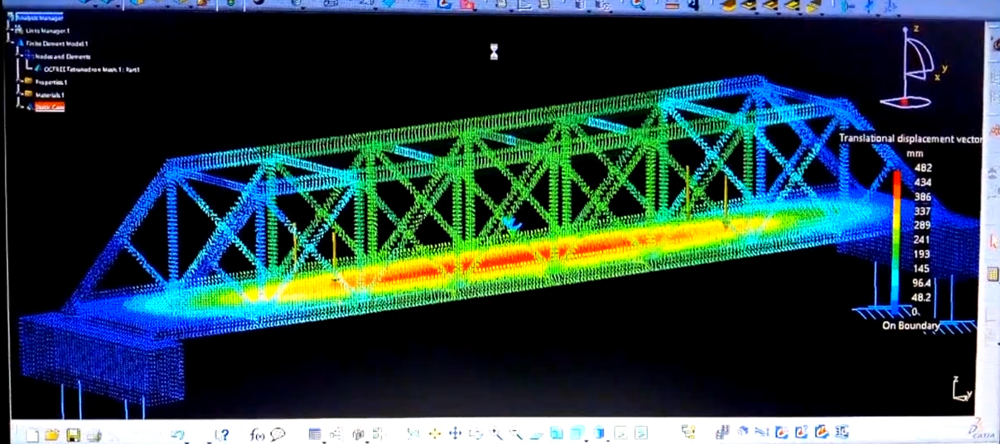 Analysis Manager
Links Manager.1
Finite Element Model.1
Nodes and Elements
OCTREE Tetrahedron Mesh.1 : Part1
Properties.1
Materials.1
Static Case
z
y
x
Translational displacement vector
mm
482
434
386
337
289
241
193
145
96.4
48.2
0.
On Boundary
z
y
f(x)
CATIA